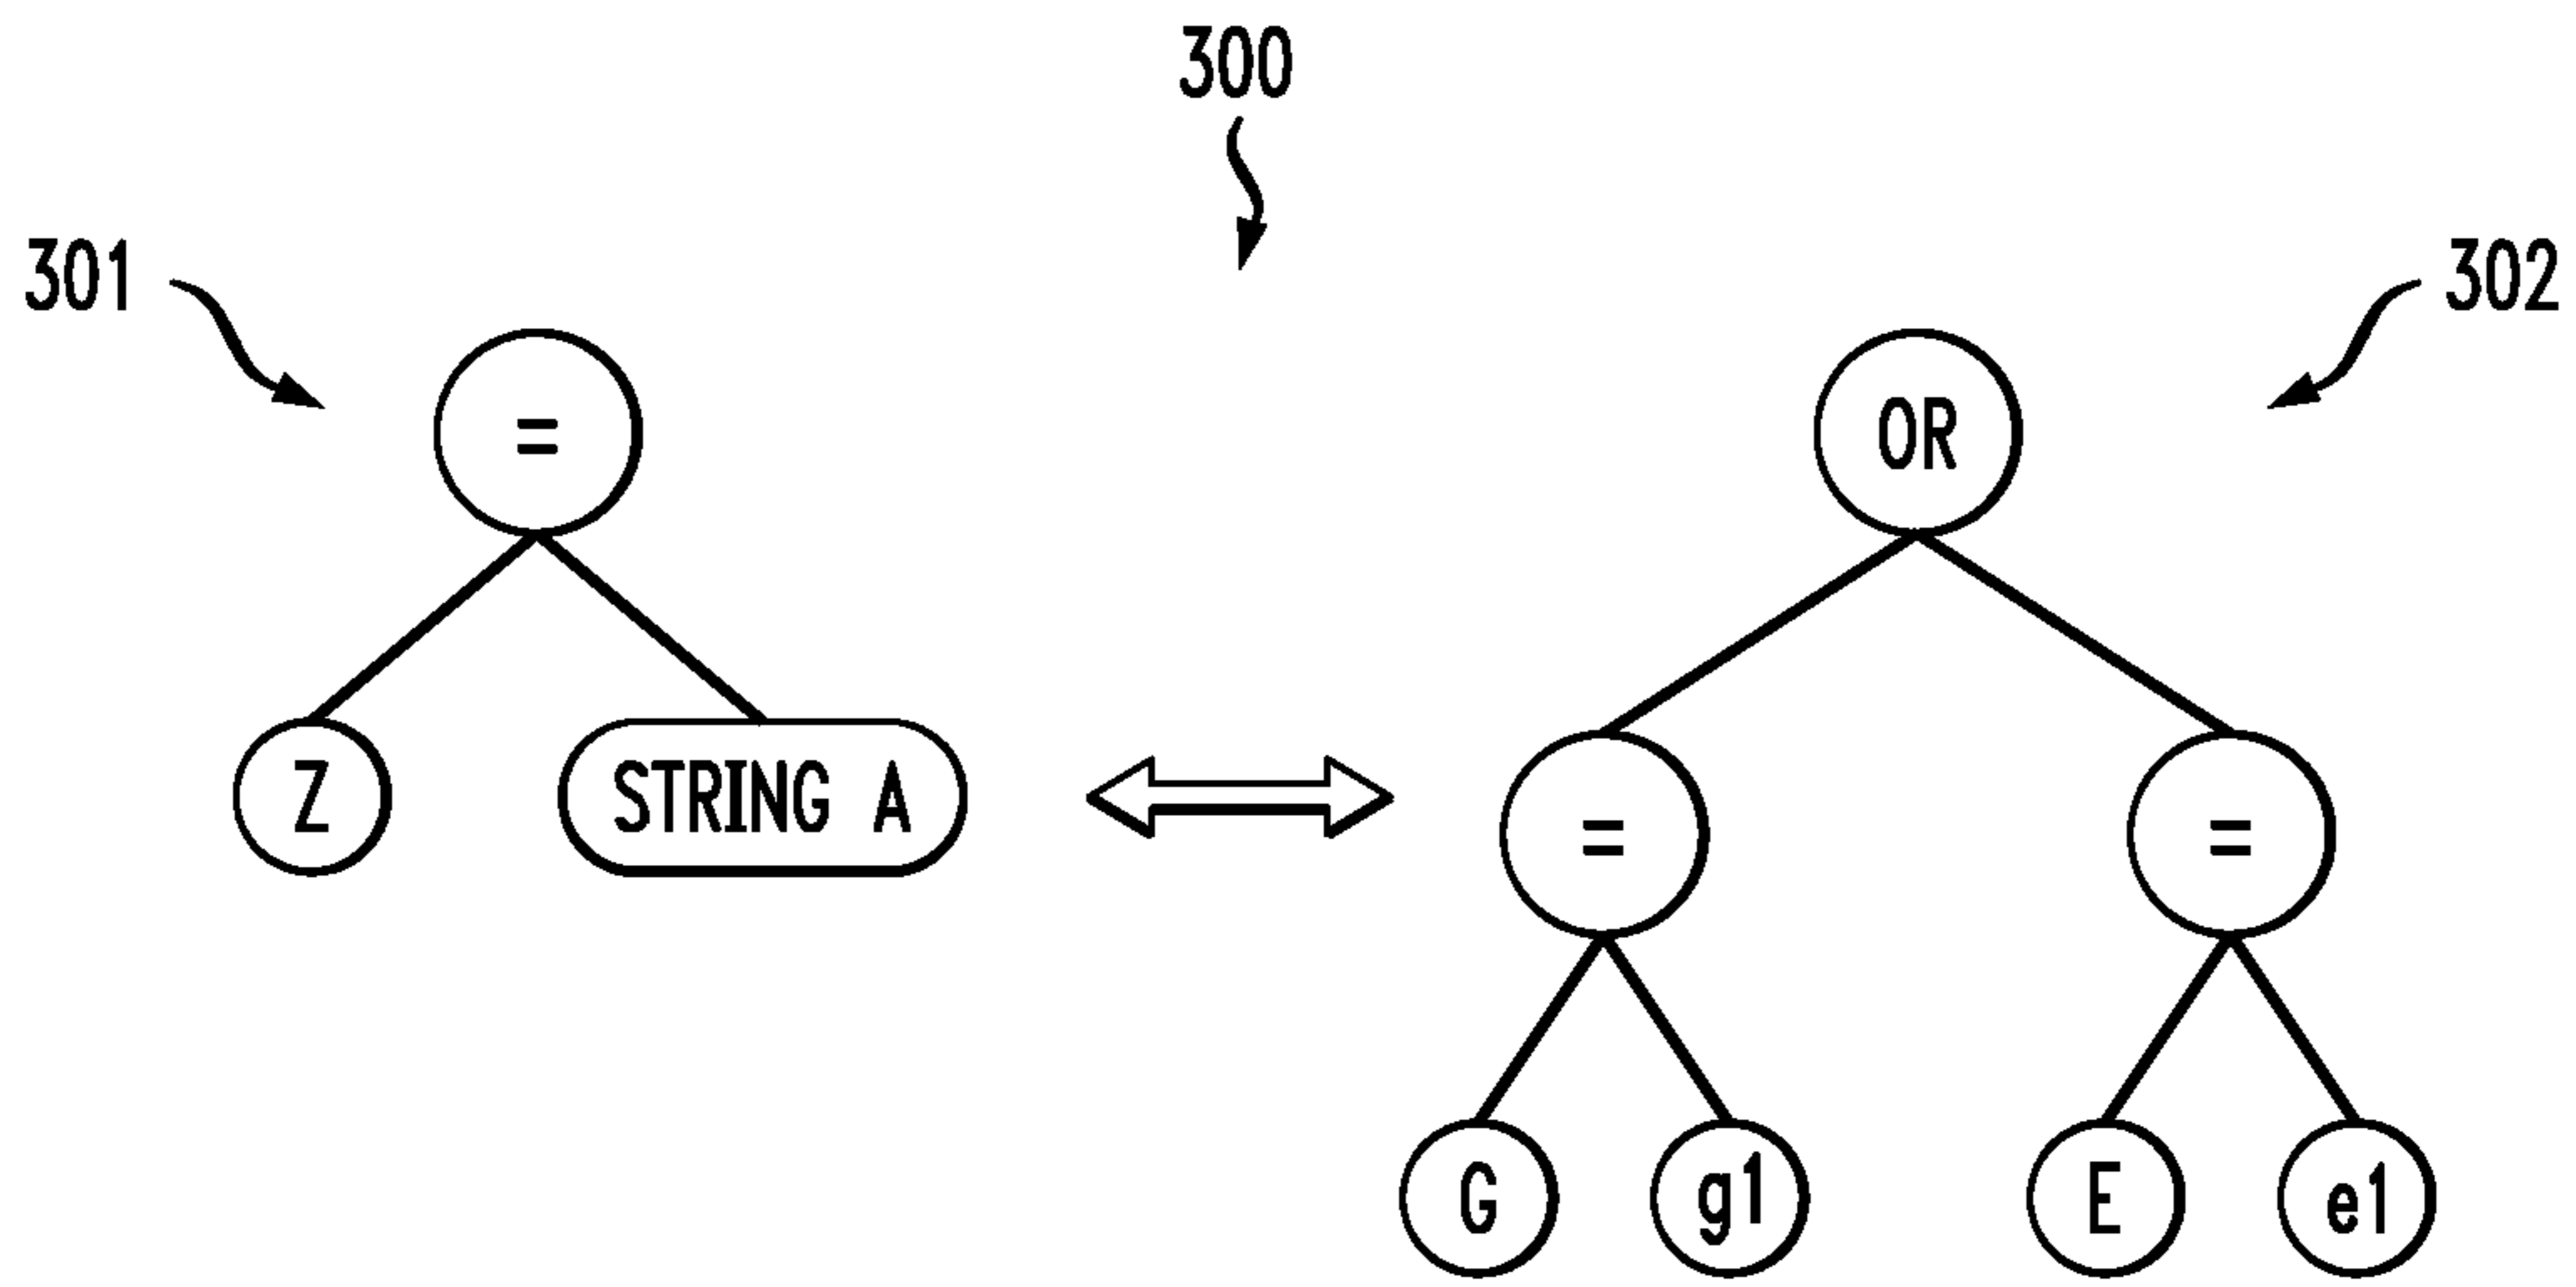 300
301
302
=
OR
Z
STRING A
=
=
G
g1
E
e1